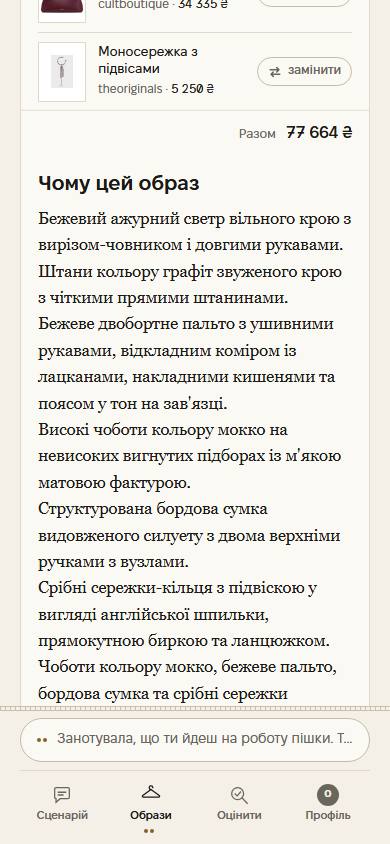 cultboutique · 34 335 ₴
Моносережка з
підвісами
theoriginals · 5 250 ₴
замінити
Разом 77 664 ₴
Чому цей образ
Бежевий ажурний светр вільного крою з
вирізом-човником і довгими рукавами.
Штани кольору графіт звуженого крою
з чіткими прямими штанинами.
Бежеве двобортне пальто з ушивними
рукавами, відкладним коміром із
лацканами, накладними кишенями та
поясом у тон на зав'язці.
Високі чоботи кольору мокко на
невисоких вигнутих підборах із м'якою
матовою фактурою.
Структурована бордова сумка
видовженого силуету з двома верхніми
ручками з вузлами.
Срібні сережки-кільця з підвіскою у
вигляді англійської шпильки,
прямокутною биркою та ланцюжком.
Чоботи кольору мокко, бежеве пальто,
бордова сумка та срібні сережки
Занотувала, що ти йдеш на роботу пішки. Т...
Сценарій
Образи
Оцінити
О
Профіль